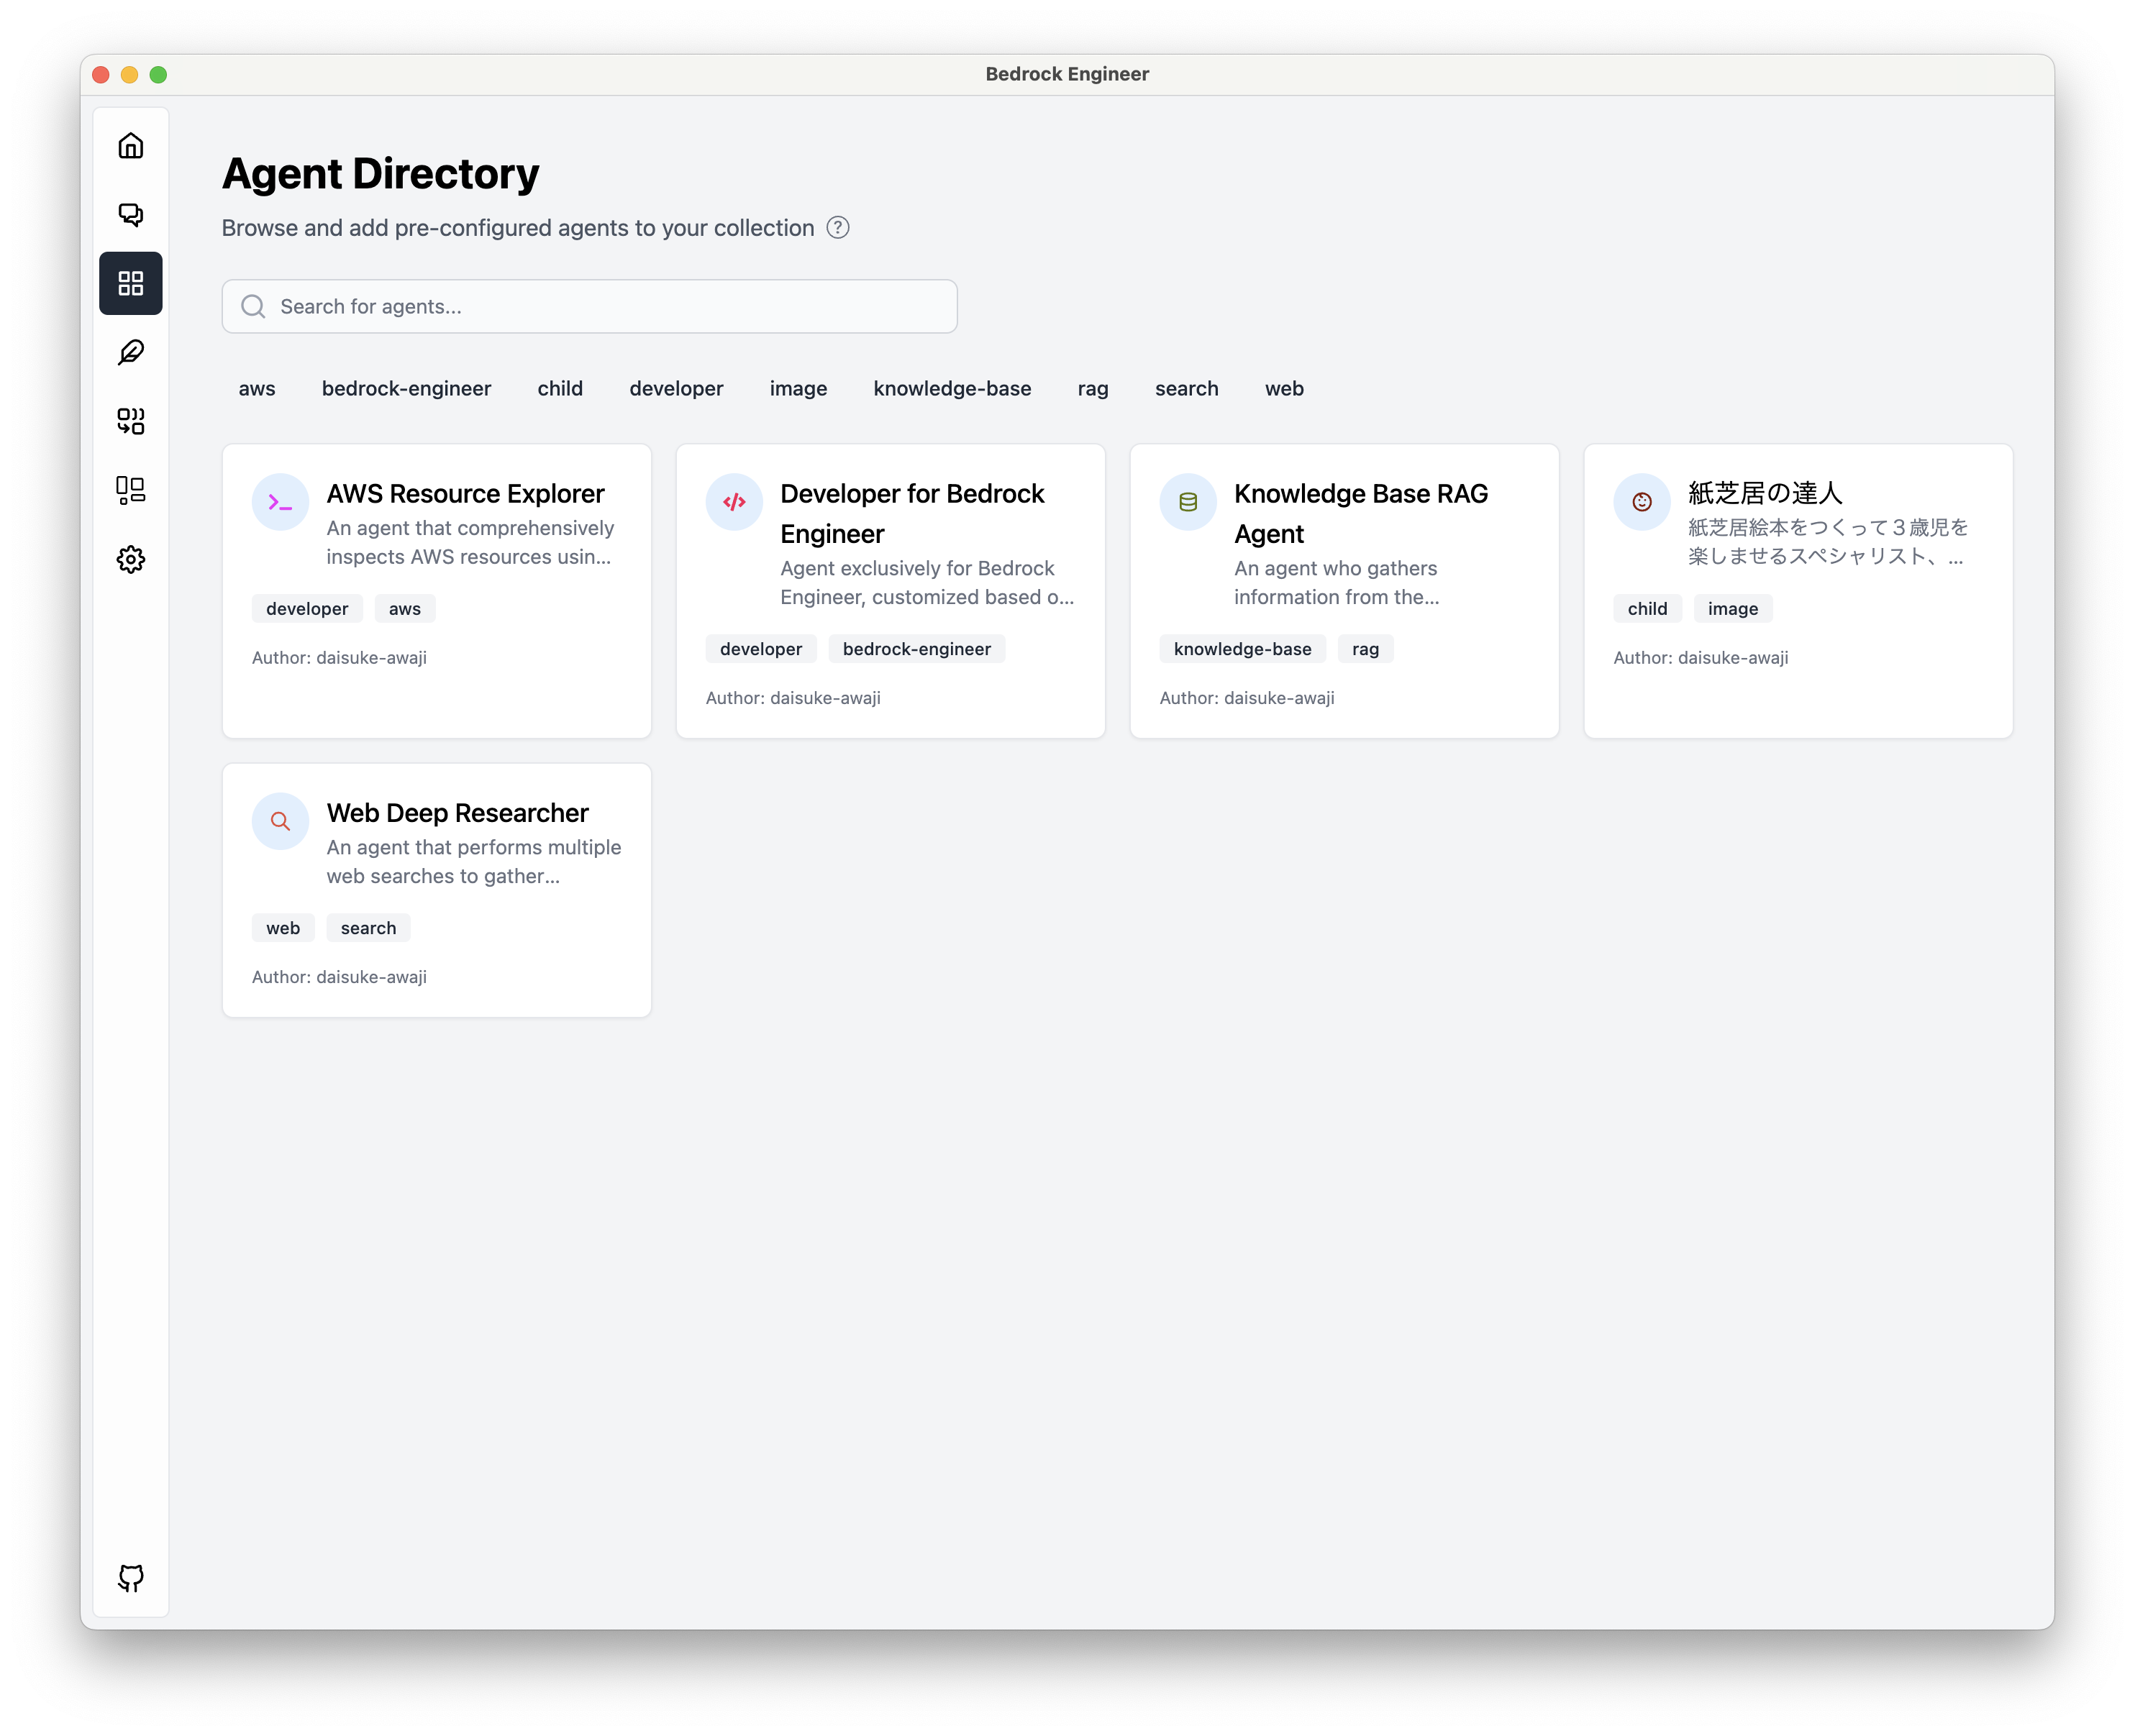 Bedrock Engineer
Agent Directory
Browse and add pre-configured agents to your collection ?
Search for agents...
aws bedrock-engineer child developer image knowledge-base rag search web
AWS Resource Explorer
An agent that comprehensively
inspects AWS resources usin...
developer aws
Author: daisuke-awaji
Developer for Bedrock
Engineer
Agent exclusively for Bedrock
Engineer, customized based o...
developer bedrock-engineer
Author: daisuke-awaji
Knowledge Base RAG
Agent
An agent who gathers
information from the...
knowledge-base rag
Author: daisuke-awaji
紙芝居の達人
紙芝居絵本をつくって３歳児を
楽しませるスペシャリスト、...
child image
Author: daisuke-awaji
Web Deep Researcher
An agent that performs multiple
web searches to gather...
web search
Author: daisuke-awaji